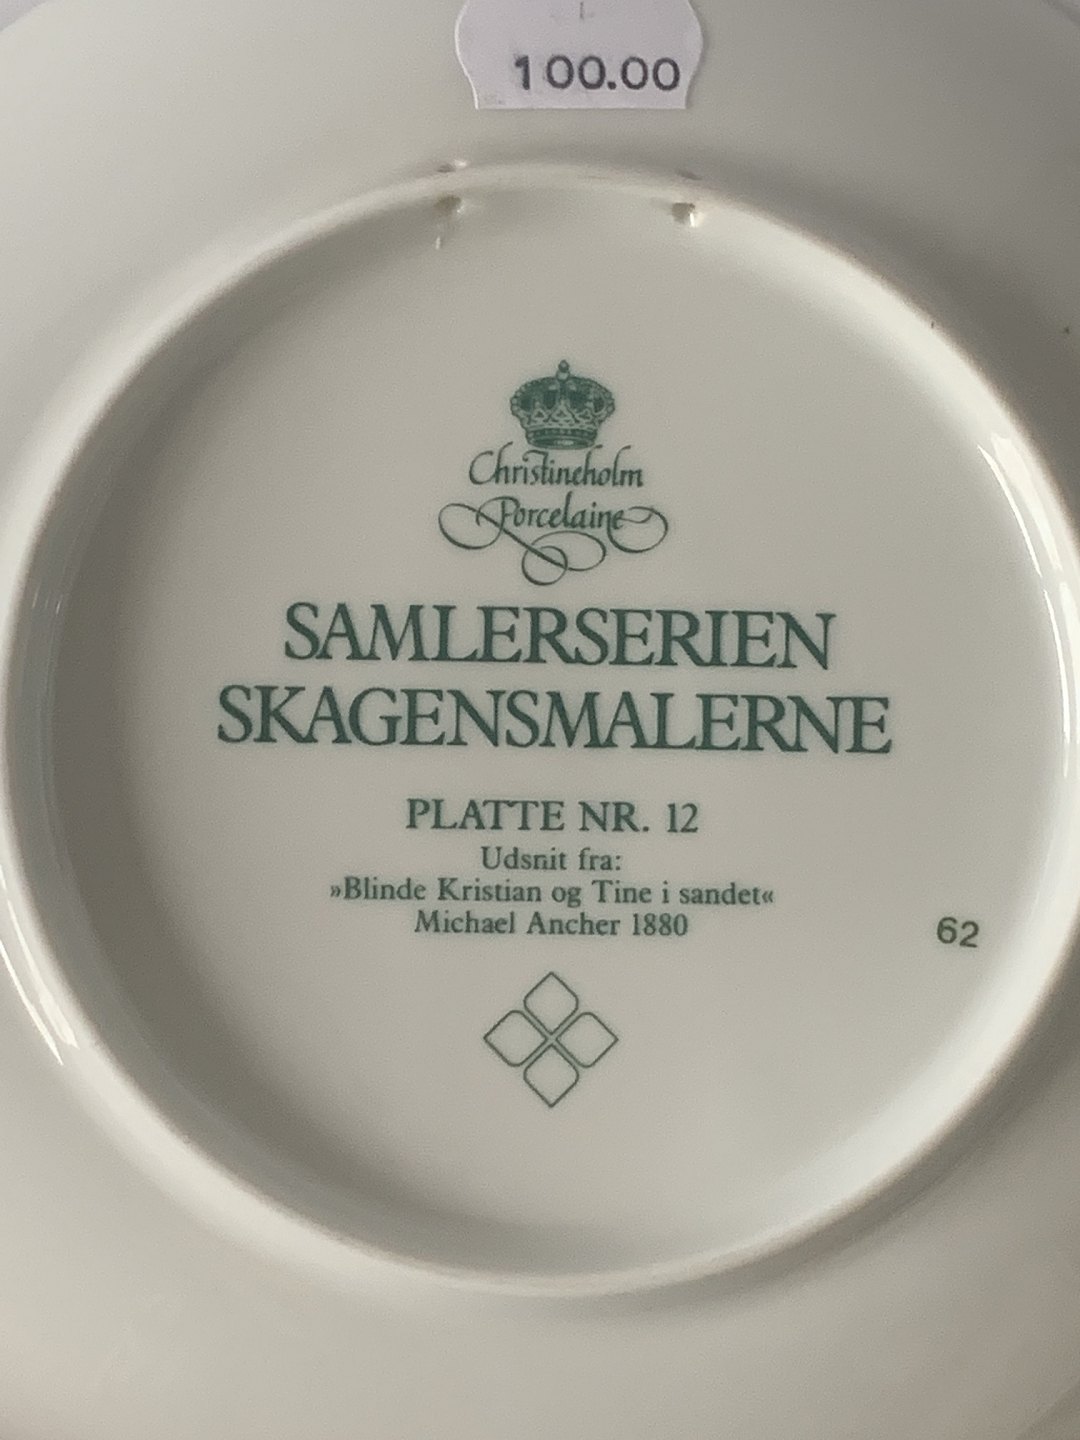 100.00
Christineholm
Porcelaine
SAMLERSERIEN
SKAGENSMALERNE
PLATTE NR. 12
Udsnit fra:
»Blinde Kristian og Tine i sandet«
Michael Ancher 1880
62